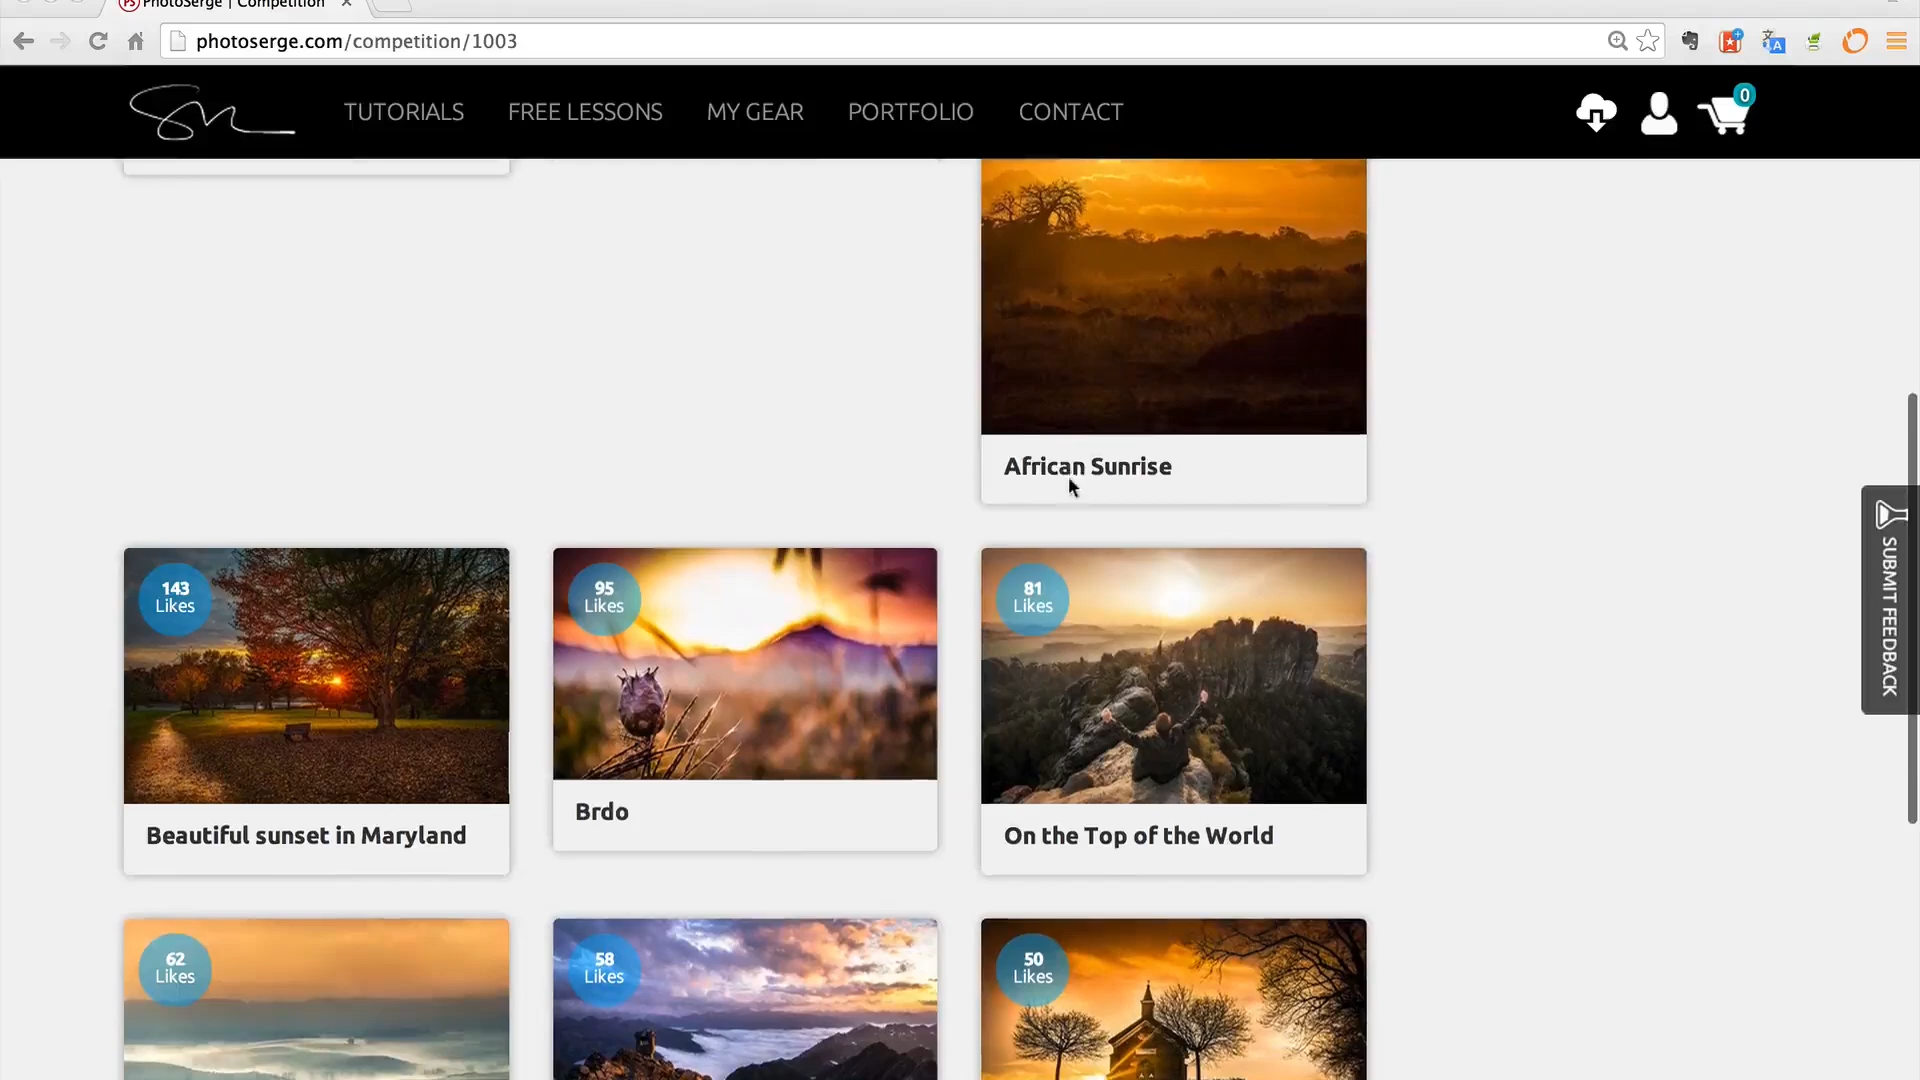 PhotoSerge | Competition
photoserge.com/competition/1003
TUTORIALS FREE LESSONS MY GEAR PORTFOLIO CONTACT
0
African Sunrise
SUBMIT FEEDBACK
143
Likes
95
Likes
81
Likes
Beautiful sunset in Maryland
Brdo
On the Top of the World
62
Likes
58
Likes
50
Likes